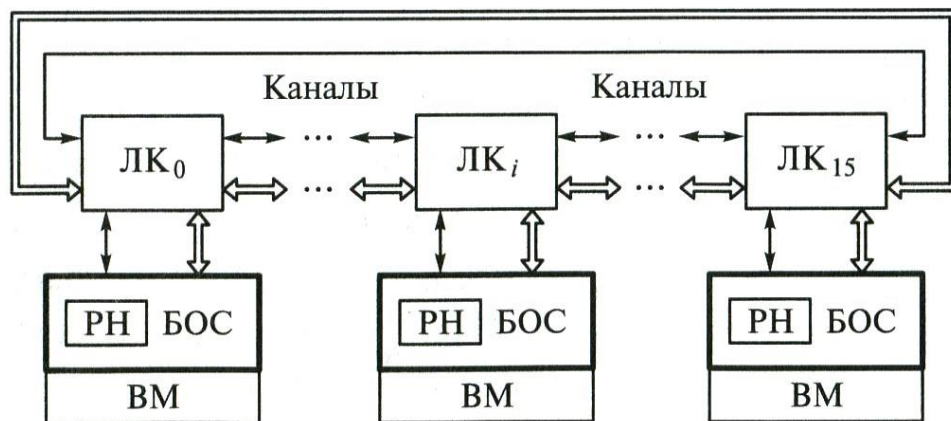 Каналы Каналы
ЛК0 ... ЛКi ... ЛК15
... ...
РН БОС РН БОС РН БОС
ВМ ВМ ВМ